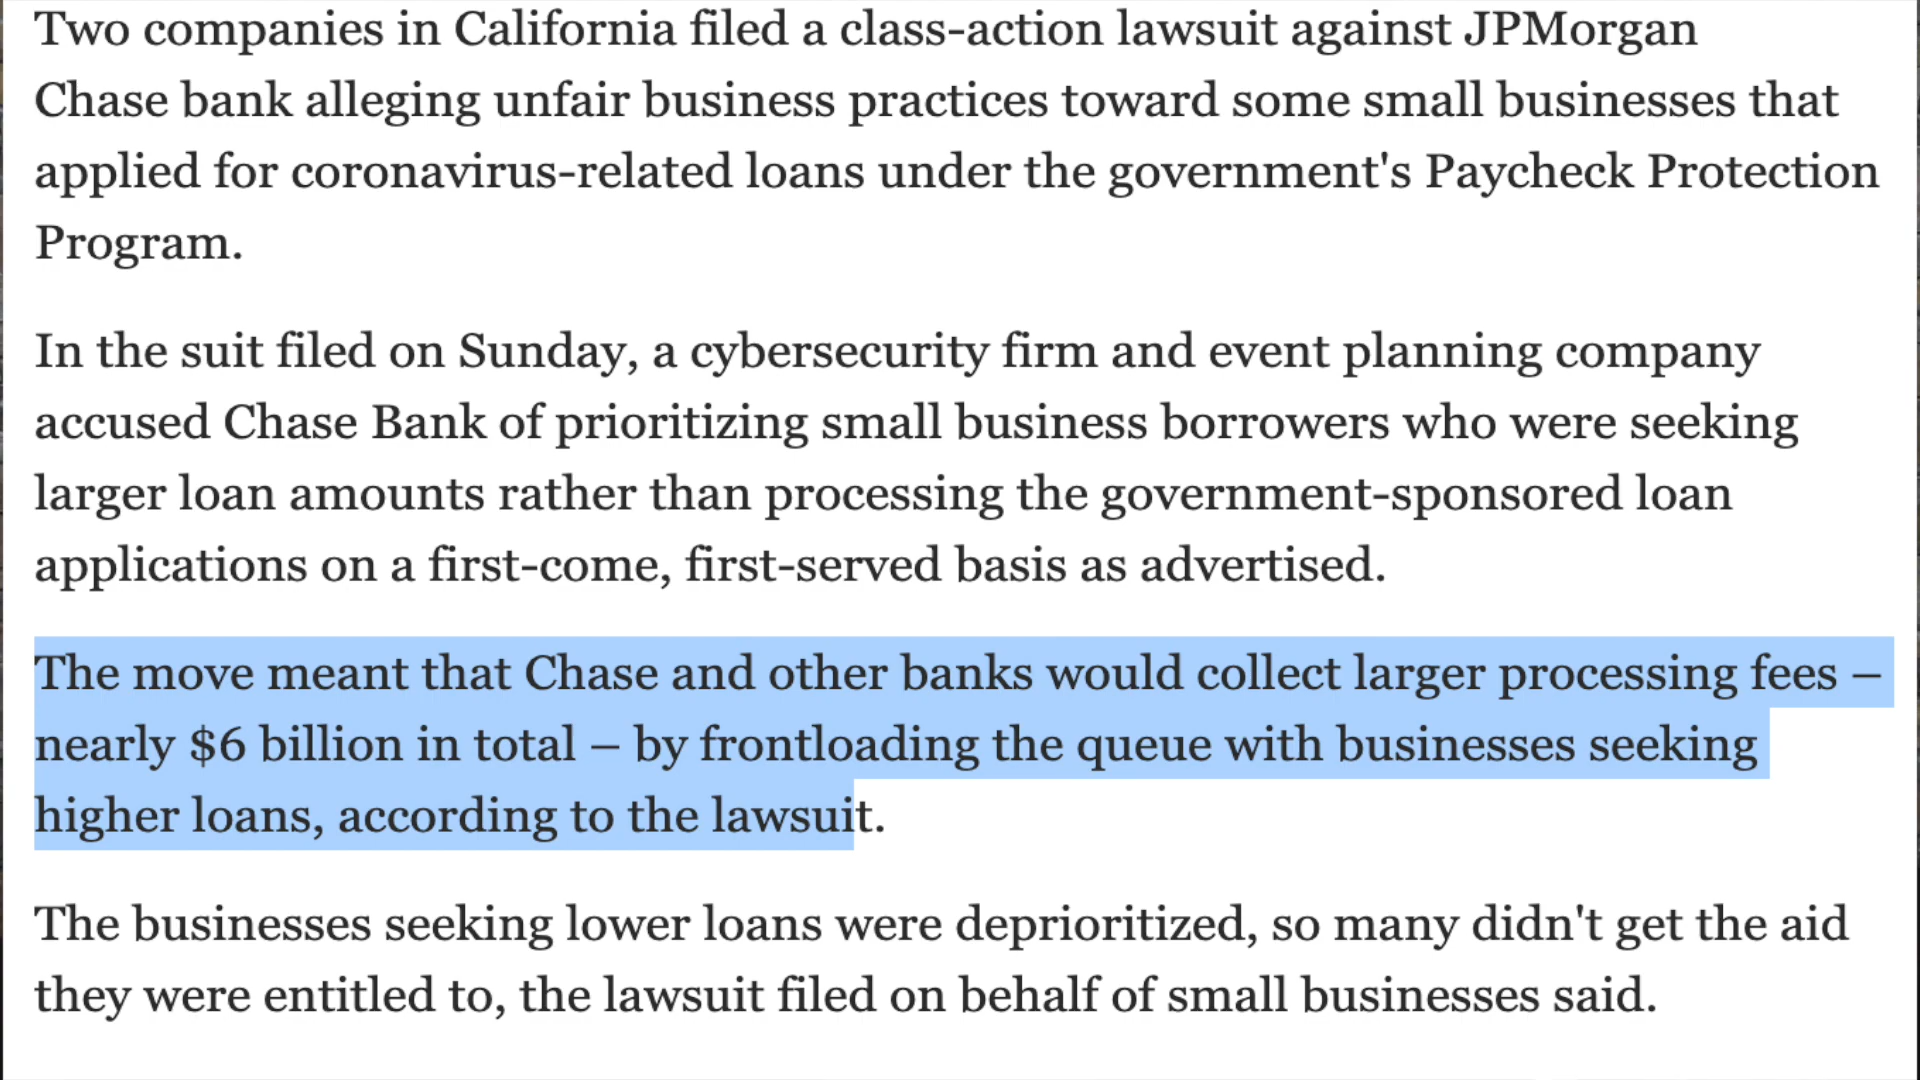 Two companies in California filed a class-action lawsuit against JPMorgan
Chase bank alleging unfair business practices toward some small businesses that
applied for coronavirus-related loans under the government's Paycheck Protection
Program.
In the suit filed on Sunday, a cybersecurity firm and event planning company
accused Chase Bank of prioritizing small business borrowers who were seeking
larger loan amounts rather than processing the government-sponsored loan
applications on a first-come, first-served basis as advertised.
The move meant that Chase and other banks would collect larger processing fees –
nearly $6 billion in total – by frontloading the queue with businesses seeking
higher loans, according to the lawsuit.
The businesses seeking lower loans were deprioritized, so many didn't get the aid
they were entitled to, the lawsuit filed on behalf of small businesses said.